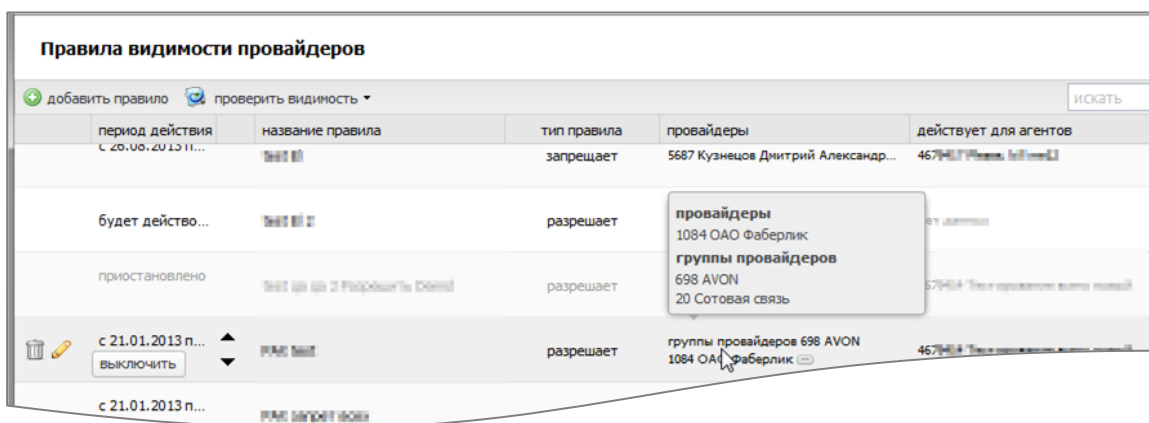 Правила видимости провайдеров
добавить правило проверить видимость искать
период действия название правила тип правила провайдеры действует для агентов
с 26.08.2013 п... запрещает 5687 Кузнецов Дмитрий Александр...
будет действо... разрешает
провайдеры
1084 ОАО Фаберлик
группы провайдеров
698 AVON
20 Сотовая связь
приостановлено разрешает
с 21.01.2013 п... разрешает группы провайдеров 698 AVON
выключить 1084 ОАО Фаберлик
с 21.01.2013 п...